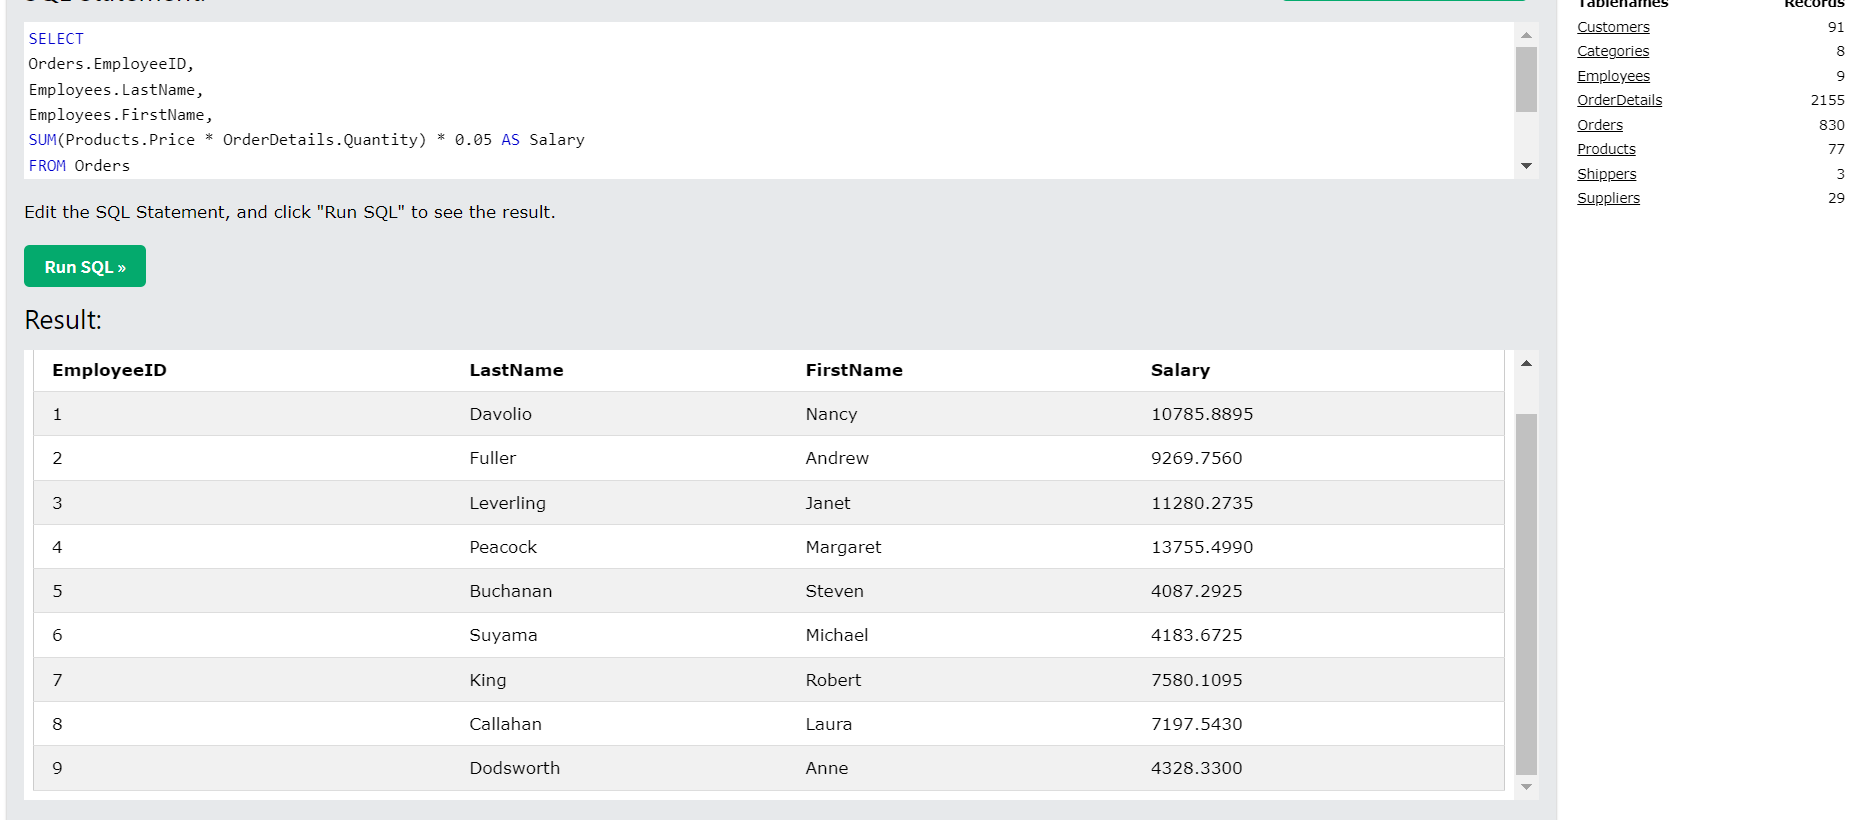 SQL Statement:
SELECT
Orders.EmployeeID,
Employees.LastName,
Employees.FirstName,
SUM(Products.Price * OrderDetails.Quantity) * 0.05 AS Salary
FROM Orders
Edit the SQL Statement, and click "Run SQL" to see the result.
Run SQL »
Result:
EmployeeID LastName FirstName Salary
1 Davolio Nancy 10785.8895
2 Fuller Andrew 9269.7560
3 Leverling Janet 11280.2735
4 Peacock Margaret 13755.4990
5 Buchanan Steven 4087.2925
6 Suyama Michael 4183.6725
7 King Robert 7580.1095
8 Callahan Laura 7197.5430
9 Dodsworth Anne 4328.3300
Tablenames Records
Customers 91
Categories 8
Employees 9
OrderDetails 2155
Orders 830
Products 77
Shippers 3
Suppliers 29